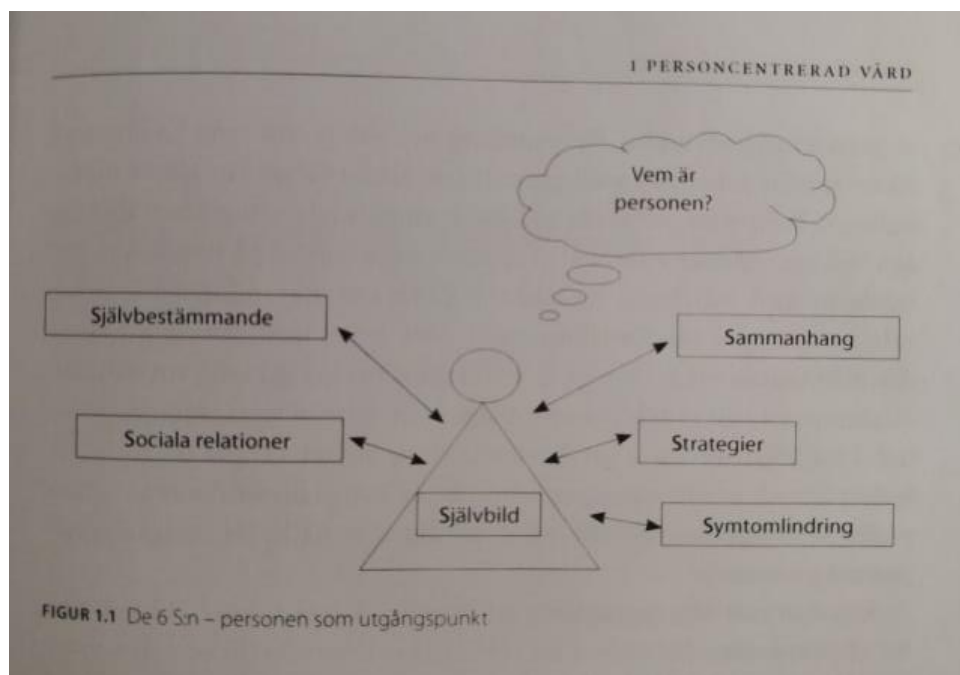 1 PERSONCENTRERAD VÅRD
Vem är
personen?
Självbestämmande
Sammanhang
Sociala relationer
Strategier
Självbild
Symtomlindring
FIGUR 1.1 De 6 S:n – personen som utgångspunkt